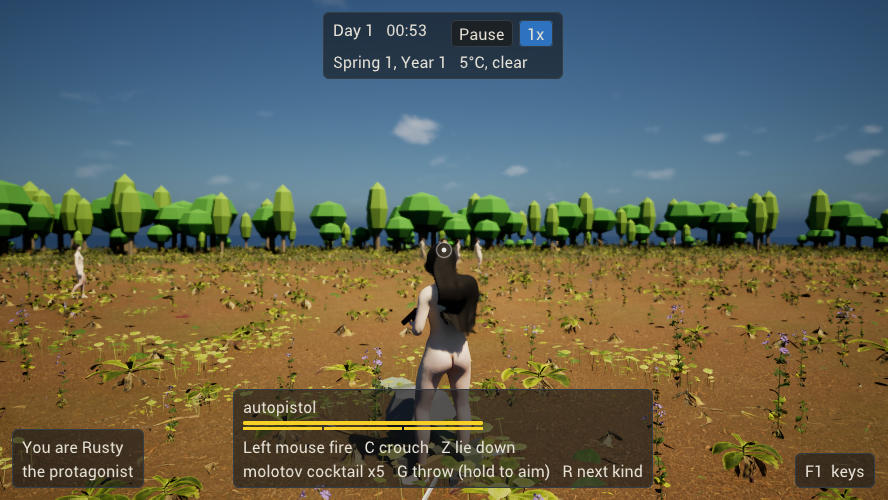 Day 1 00:53 Pause 1x
Spring 1, Year 1 5°C, clear
autopistol
Left mouse fire C crouch Z lie down
molotov cocktail x5 G throw (hold to aim) R next kind
You are Rusty
the protagonist
F1 keys